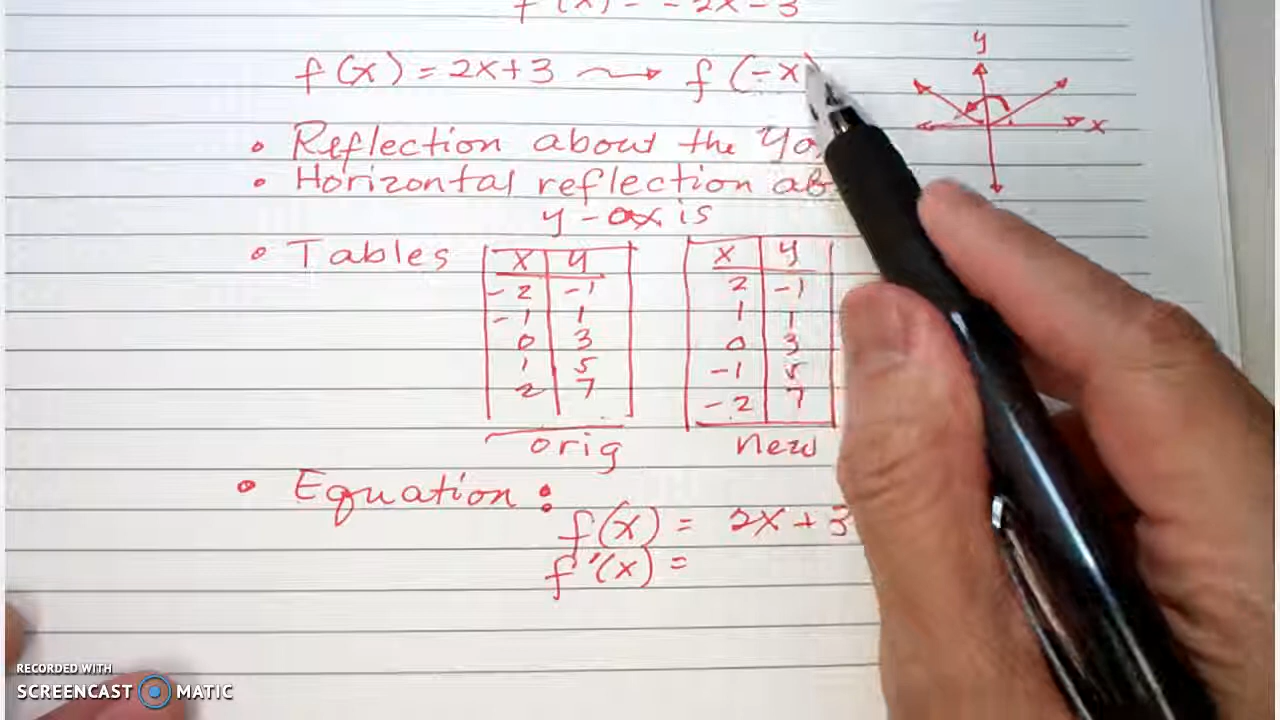 f(x) = -2x-3
f(x) = 2x+3 → f(-x)
y
x
• Reflection about the
• Horizontal reflection
y-axis
• Tables
x y
-2 -1
-1 1
0 3
1 5
2 7
orig
x y
2 -1
1 1
0 3
-1 5
-2 7
new
• Equation:
f(x) = 2x+3
f'(x) =
RECORDED WITH
SCREENCAST MATIC